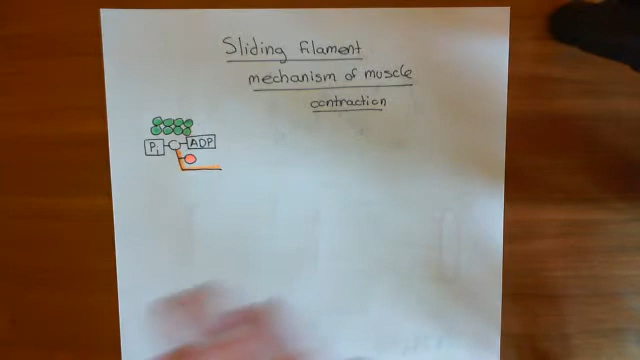 Sliding filament
mechanism of muscle
contraction
Pi
ADP